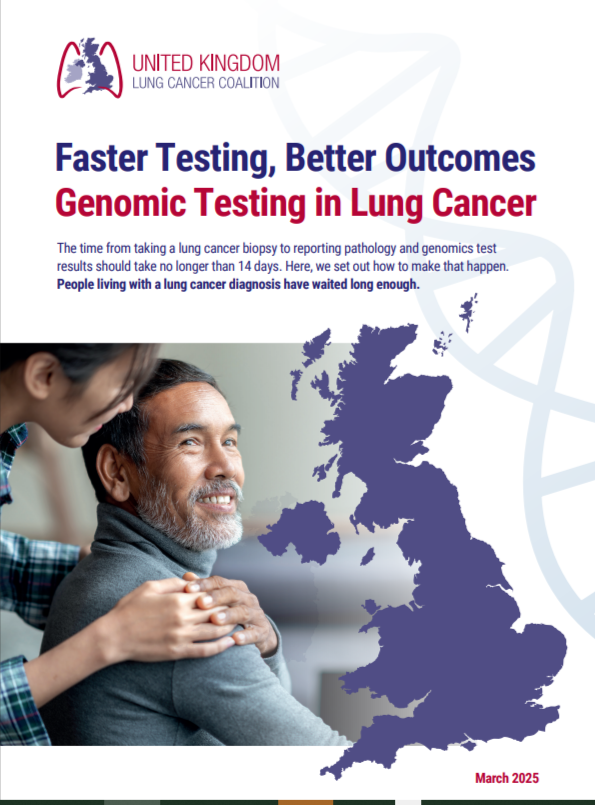 UNITED KINGDOM
LUNG CANCER COALITION
Faster Testing, Better Outcomes
Genomic Testing in Lung Cancer
The time from taking a lung cancer biopsy to reporting pathology and genomics test
results should take no longer than 14 days. Here, we set out how to make that happen.
People living with a lung cancer diagnosis have waited long enough.
March 2025